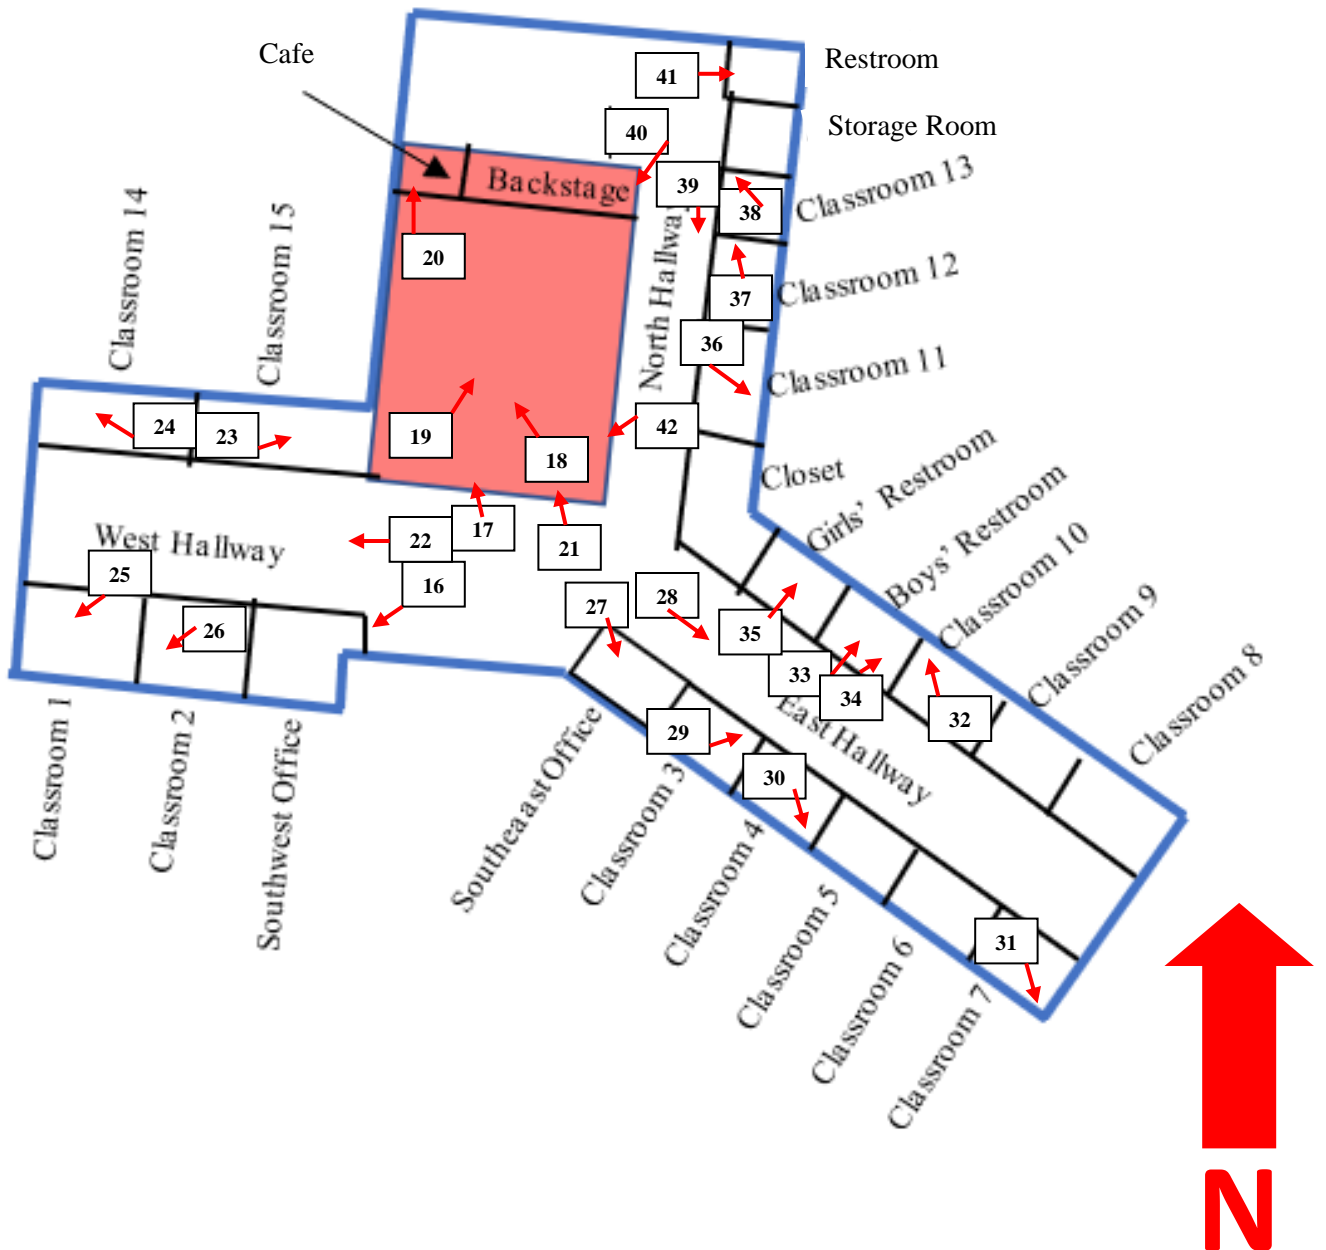 Cafe
Restroom
41
Storage Room
40
39
Classroom 13
38
Backstage
Classroom 14
Classroom 15
20
North Hallway
Classroom 12
37
36
Classroom 11
24
23
19
42
18
Closet
Girls' Restroom
Boys' Restroom
West Hallway
22
17
21
Classroom 10
25
16
27
28
35
Classroom 9
26
33
34
32
Classroom 8
29
East Hallway
30
Classroom 1
Classroom 2
Southwest Office
Southeaast Office
Classroom 3
Classroom 4
Classroom 5
Classroom 6
31
Classroom 7
N